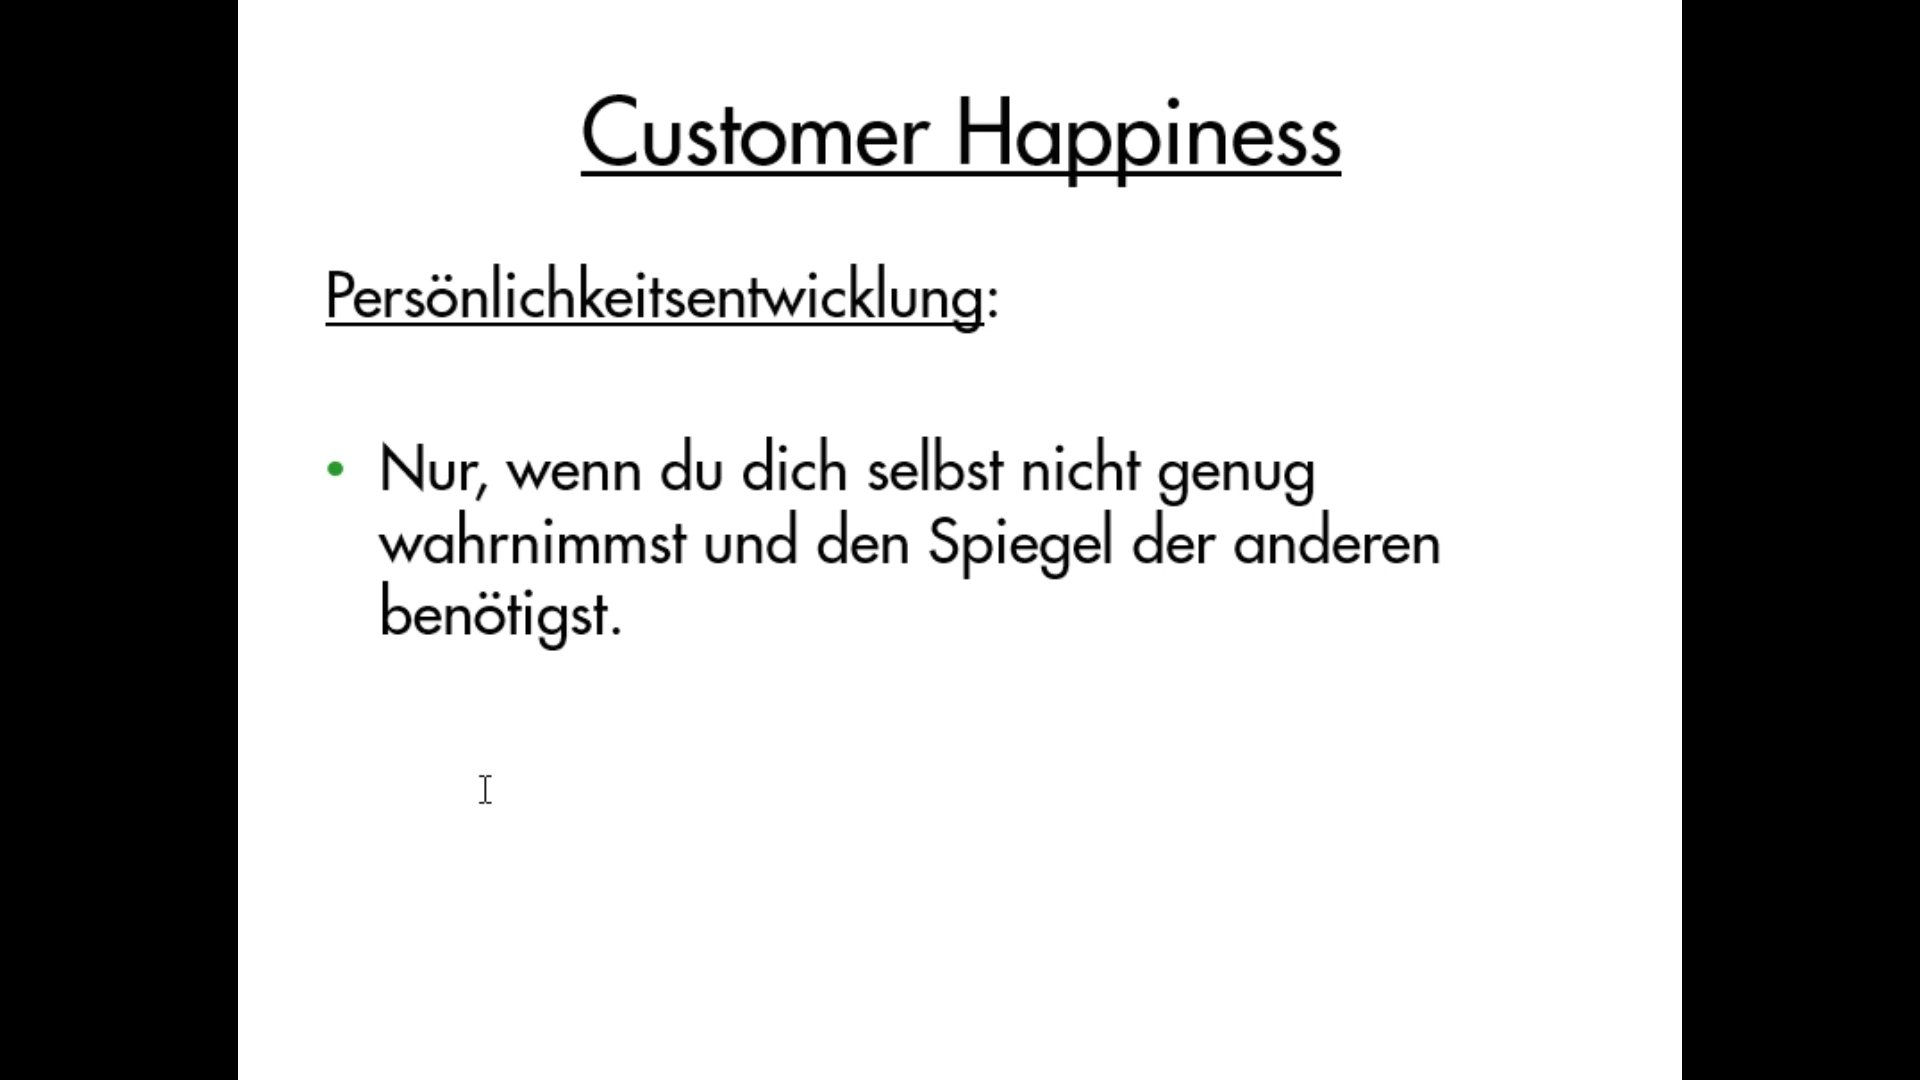 Customer Happiness
Persönlichkeitsentwicklung:
• Nur, wenn du dich selbst nicht genug
wahrnimmst und den Spiegel der anderen
benötigst.